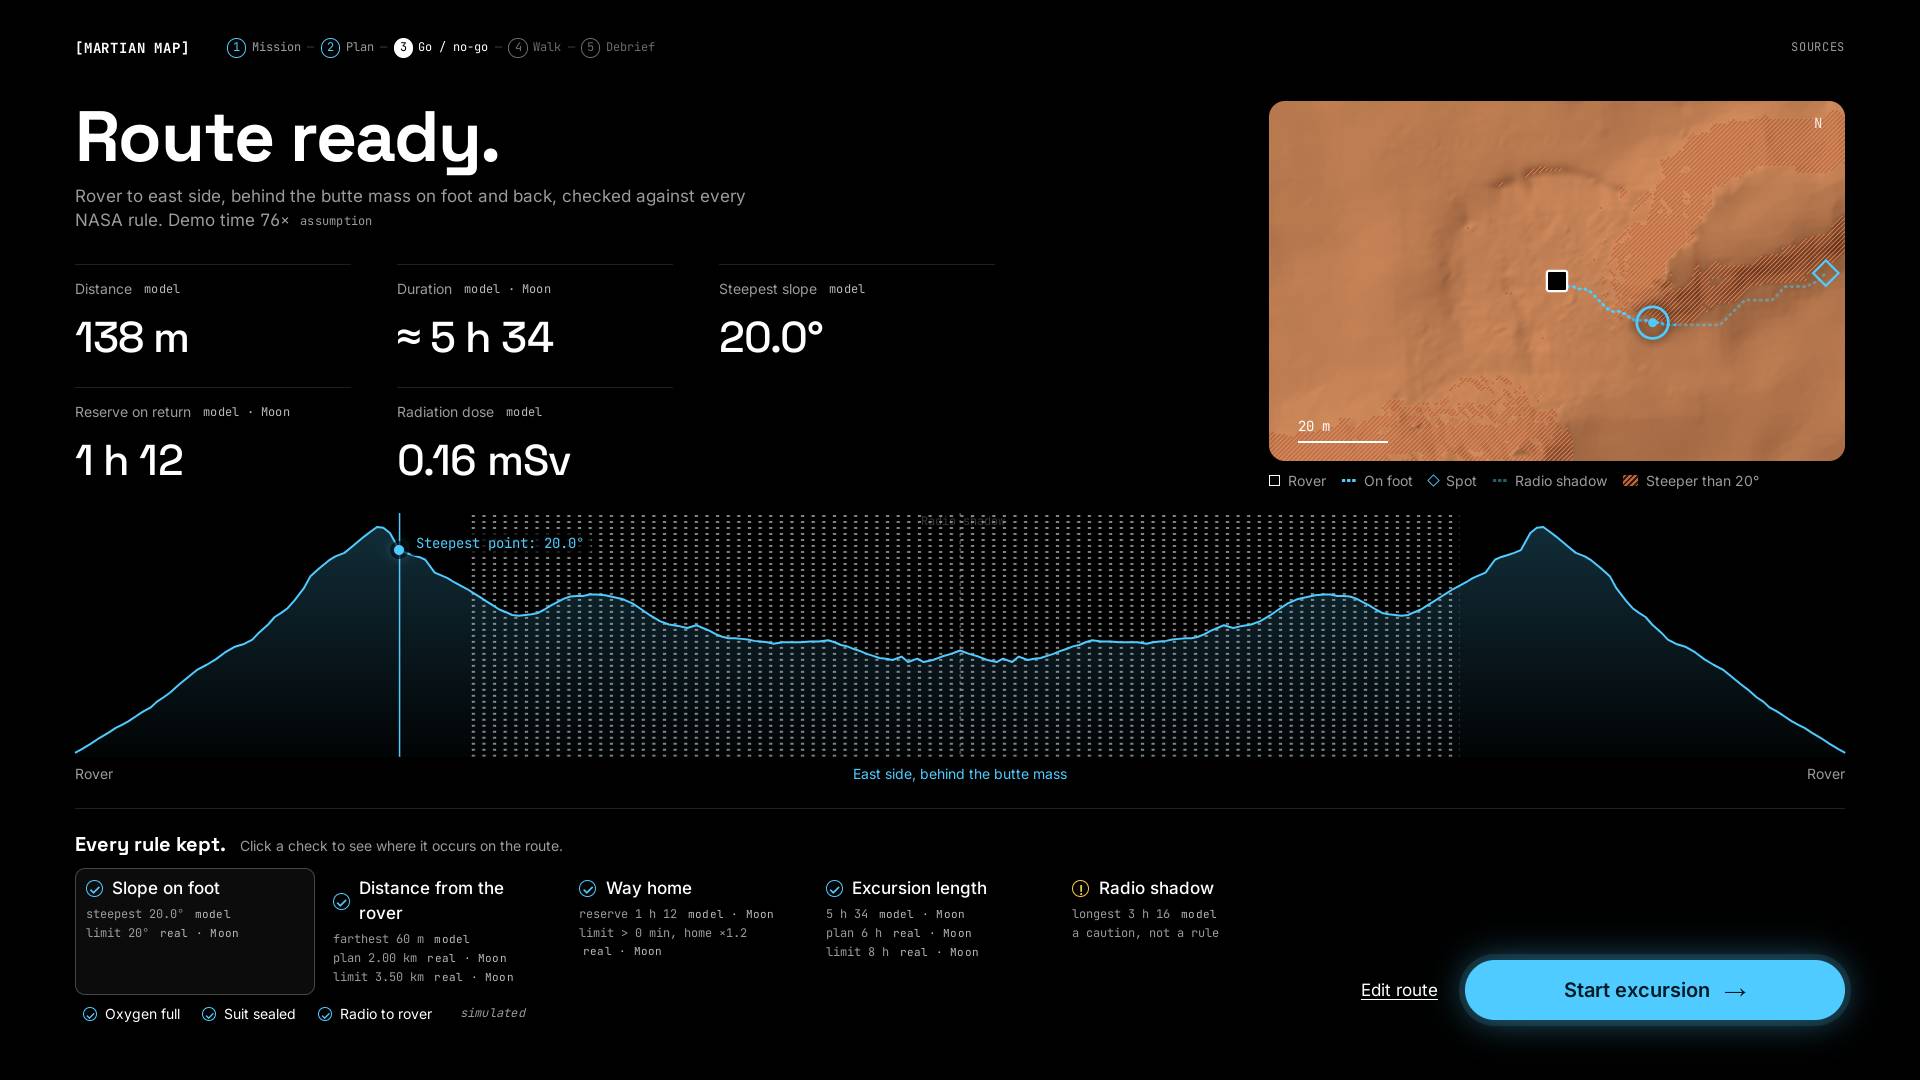 [MARTIAN MAP]
1 Mission — 2 Plan — 3 Go / no-go — 4 Walk — 5 Debrief
SOURCES
Route ready.
Rover to east side, behind the butte mass on foot and back, checked against every
NASA rule. Demo time 76× assumption
Distance model
138 m
Duration model · Moon
≈ 5 h 34
Steepest slope model
20.0°
Reserve on return model · Moon
1 h 12
Radiation dose model
0.16 mSv
N
20 m
Rover
On foot
Spot
Radio shadow
Steeper than 20°
Radio shadow
Steepest point: 20.0°
Rover
East side, behind the butte mass
Rover
Every rule kept. Click a check to see where it occurs on the route.
Slope on foot
steepest 20.0° model
limit 20° real · Moon
Distance from the
rover
farthest 60 m model
plan 2.00 km real · Moon
limit 3.50 km real · Moon
Way home
reserve 1 h 12 model · Moon
limit > 0 min, home ×1.2
real · Moon
Excursion length
5 h 34 model · Moon
plan 6 h real · Moon
limit 8 h real · Moon
Radio shadow
longest 3 h 16 model
a caution, not a rule
Oxygen full
Suit sealed
Radio to rover
simulated
Edit route
Start excursion →